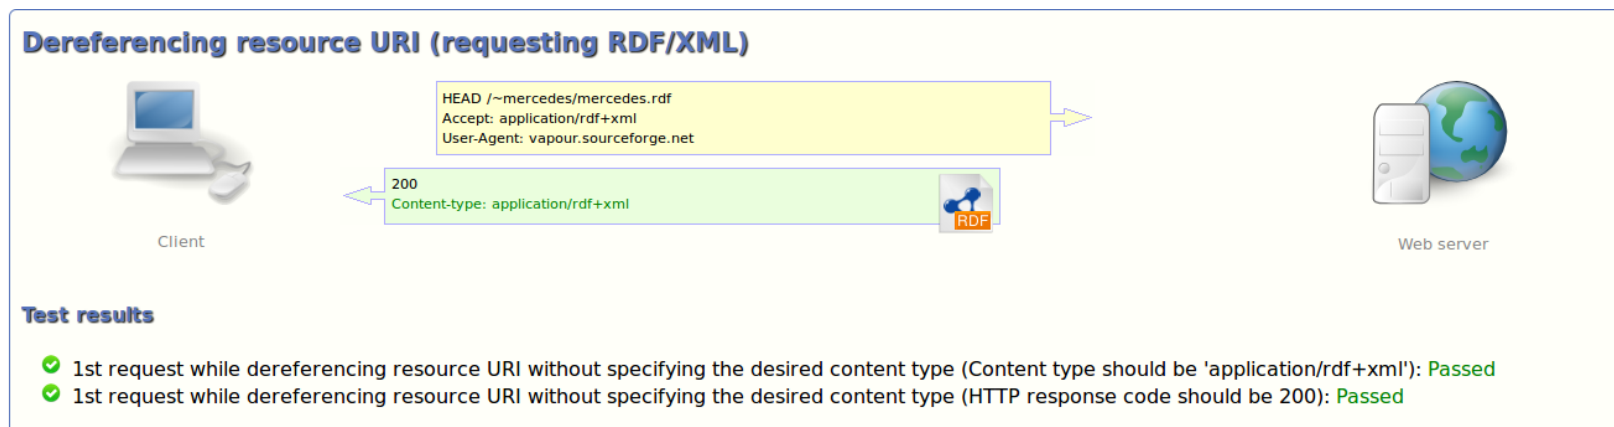 Dereferencing resource URI (requesting RDF/XML)
HEAD /~mercedes/mercedes.rdf
Accept: application/rdf+xml
User-Agent: vapour.sourceforge.net
200
Content-type: application/rdf+xml
RDF
Client
Web server
Test results
1st request while dereferencing resource URI without specifying the desired content type (Content type should be 'application/rdf+xml'): Passed
1st request while dereferencing resource URI without specifying the desired content type (HTTP response code should be 200): Passed